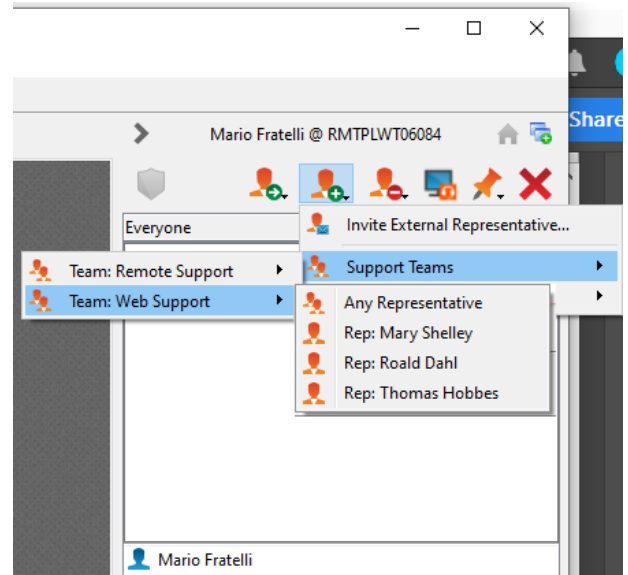 Share
Mario Fratelli @ RMTPLWT06084
Everyone
Invite External Representative...
Support Teams
Team: Remote Support
Team: Web Support
Any Representative
Rep: Mary Shelley
Rep: Roald Dahl
Rep: Thomas Hobbes
Mario Fratelli